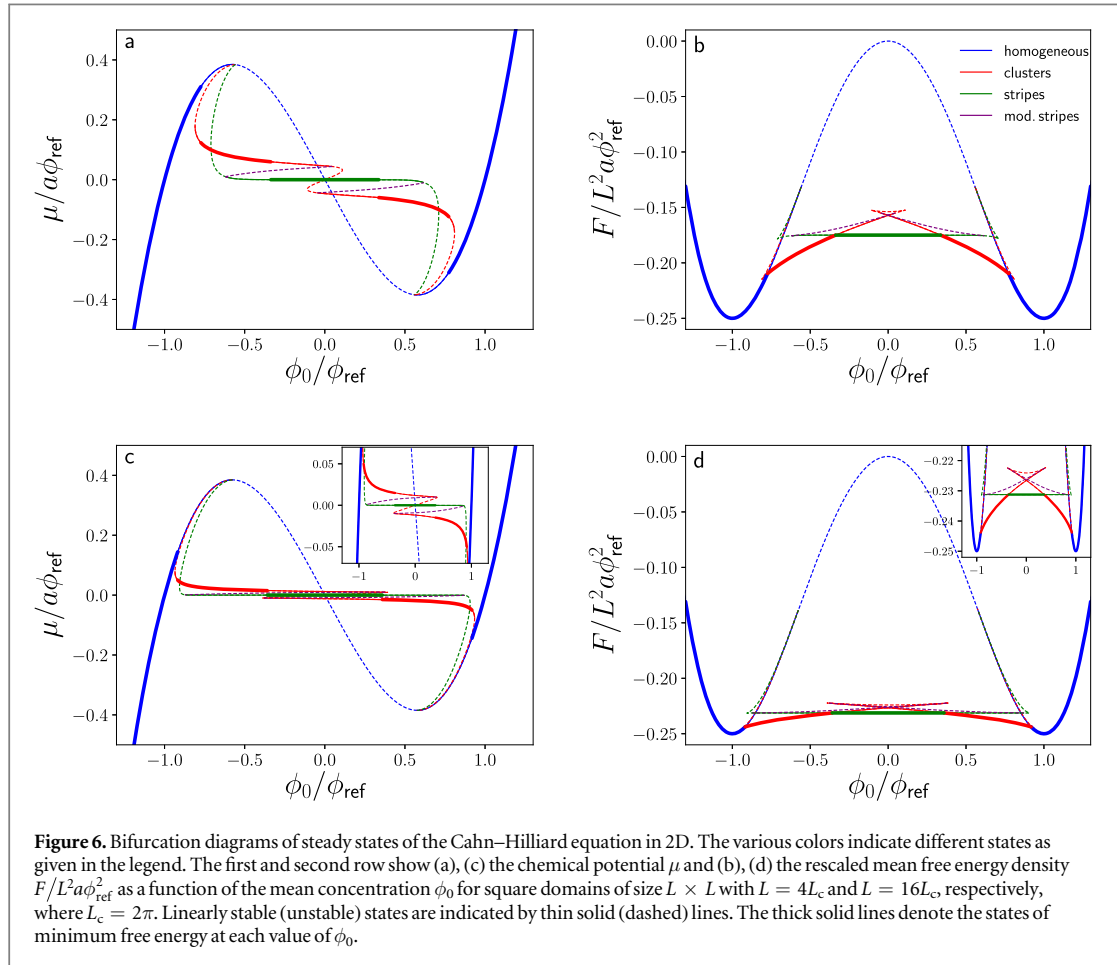 a
μ/aϕref
0.4
0.2
0.0
−0.2
−0.4
−1.0 −0.5 0.0 0.5 1.0
ϕ0/ϕref
b
F/L²aϕ²ref
0.00
−0.05
−0.10
−0.15
−0.20
−0.25
−1.0 −0.5 0.0 0.5 1.0
ϕ0/ϕref
homogeneous
clusters
stripes
mod. stripes
c
μ/aϕref
0.4
0.2
0.0
−0.2
−0.4
−1.0 −0.5 0.0 0.5 1.0
ϕ0/ϕref
0.05
0.00
−0.05
−1 0 1
d
F/L²aϕ²ref
0.00
−0.05
−0.10
−0.15
−0.20
−0.25
−1.0 −0.5 0.0 0.5 1.0
ϕ0/ϕref
−0.22
−0.23
−0.24
−0.25
−1 0 1
Figure 6. Bifurcation diagrams of steady states of the Cahn–Hilliard equation in 2D. The various colors indicate different states as
given in the legend. The first and second row show (a), (c) the chemical potential μ and (b), (d) the rescaled mean free energy density
F/L²aϕ²ref as a function of the mean concentration ϕ0 for square domains of size L × L with L = 4Lc and L = 16Lc, respectively,
where Lc = 2π. Linearly stable (unstable) states are indicated by thin solid (dashed) lines. The thick solid lines denote the states of
minimum free energy at each value of ϕ0.